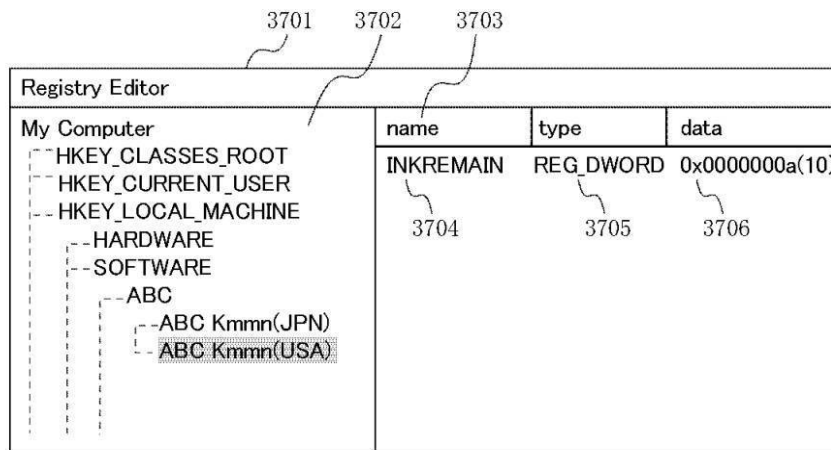 3701 3702 3703
Registry Editor
My Computer
HKEY_CLASSES_ROOT
HKEY_CURRENT_USER
HKEY_LOCAL_MACHINE
HARDWARE
SOFTWARE
ABC
ABC Kmmn(JPN)
ABC Kmmn(USA)
name type data
INKREMAIN REG_DWORD 0x0000000a(10)
3704 3705 3706